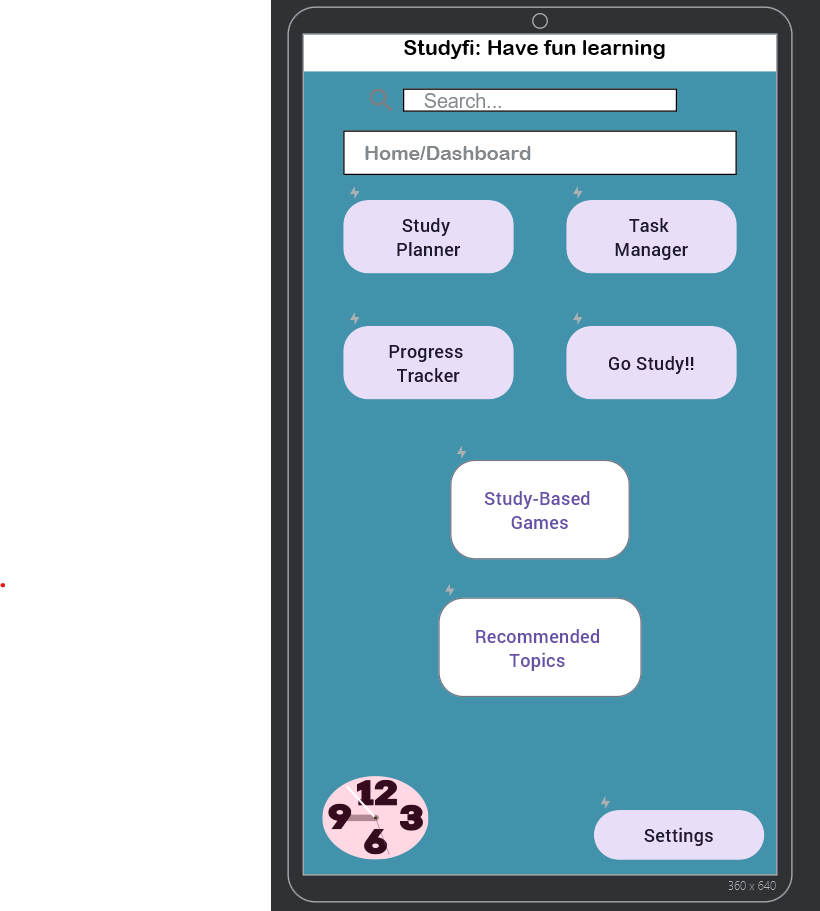 Studyfi: Have fun learning
Search...
Home/Dashboard
Study
Planner
Task
Manager
Progress
Tracker
Go Study!!
Study-Based
Games
Recommended
Topics
12
9
3
6
Settings
360 x 640